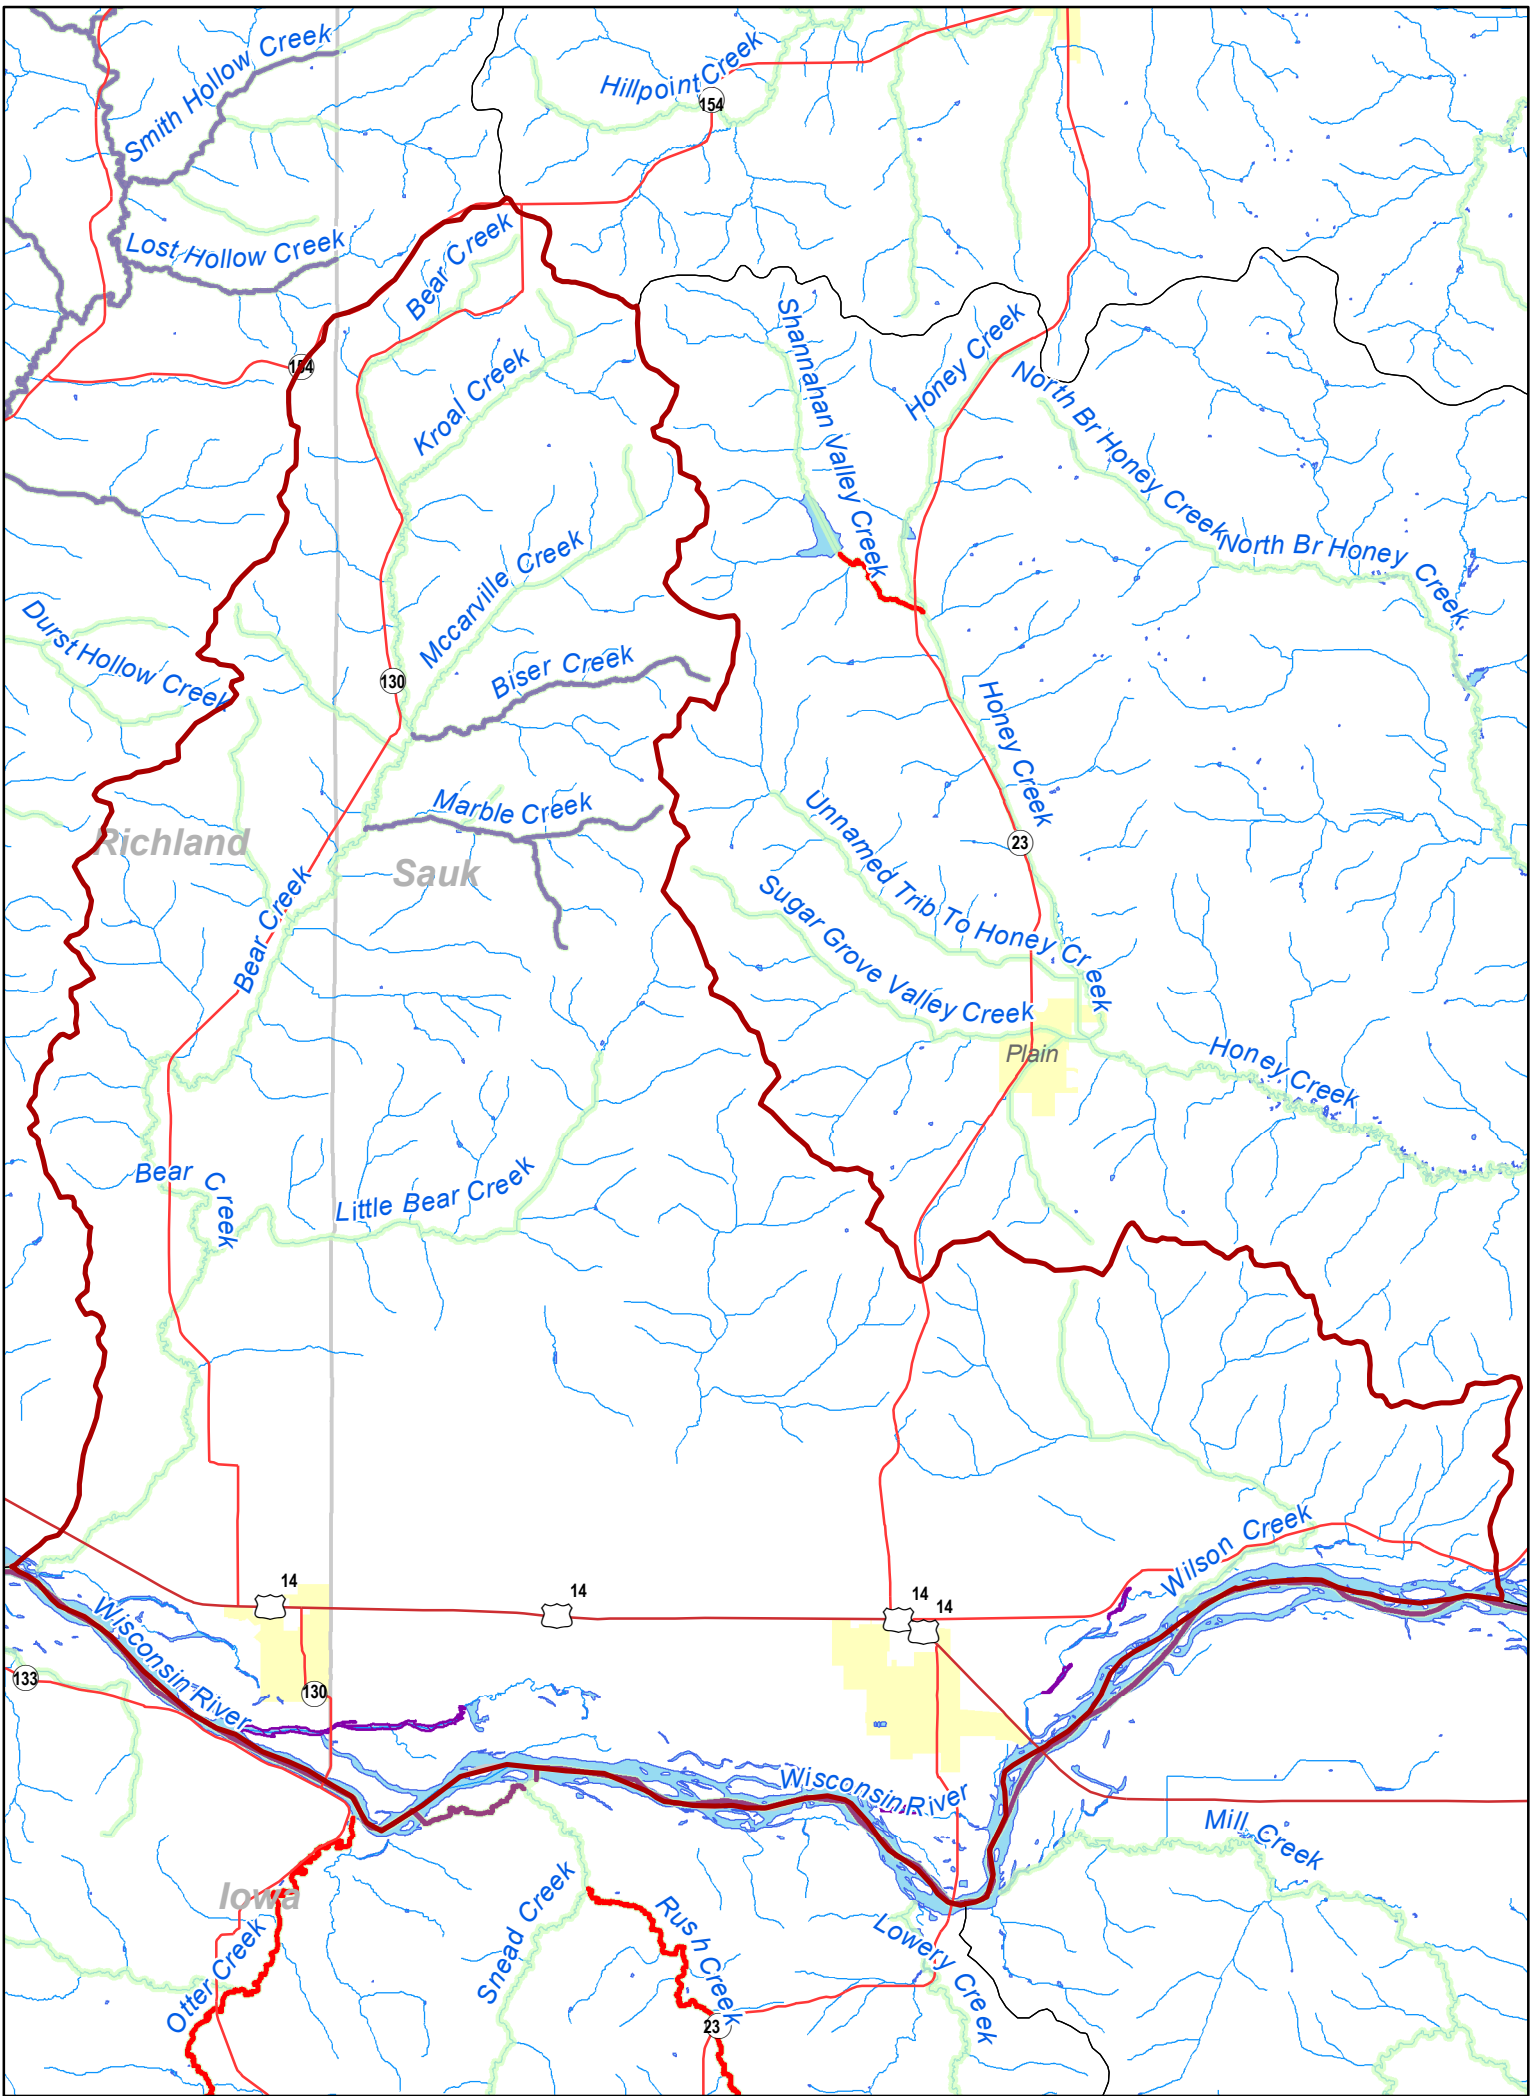 Smith Hollow Creek
Hillpoint Creek
154
Lost Hollow Creek
Bear Creek
154
Kroal Creek
Shannahan Valley Creek
Honey Creek
North Br Honey Creek
North Br Honey Creek
Mccarville Creek
Durst Hollow Creek
Biser Creek
130
Honey Creek
Marble Creek
Richland
Sauk
23
Unnamed Trib To Honey Creek
Sugar Grove Valley Creek
Bear Creek
Plain
Honey Creek
Bear Creek
Little Bear Creek
Wilson Creek
14
14
14
14
Wisconsin River
133
130
Wisconsin River
Mill Creek
Iowa
Otter Creek
Snead Creek
Rush Creek
Lowery Creek
23